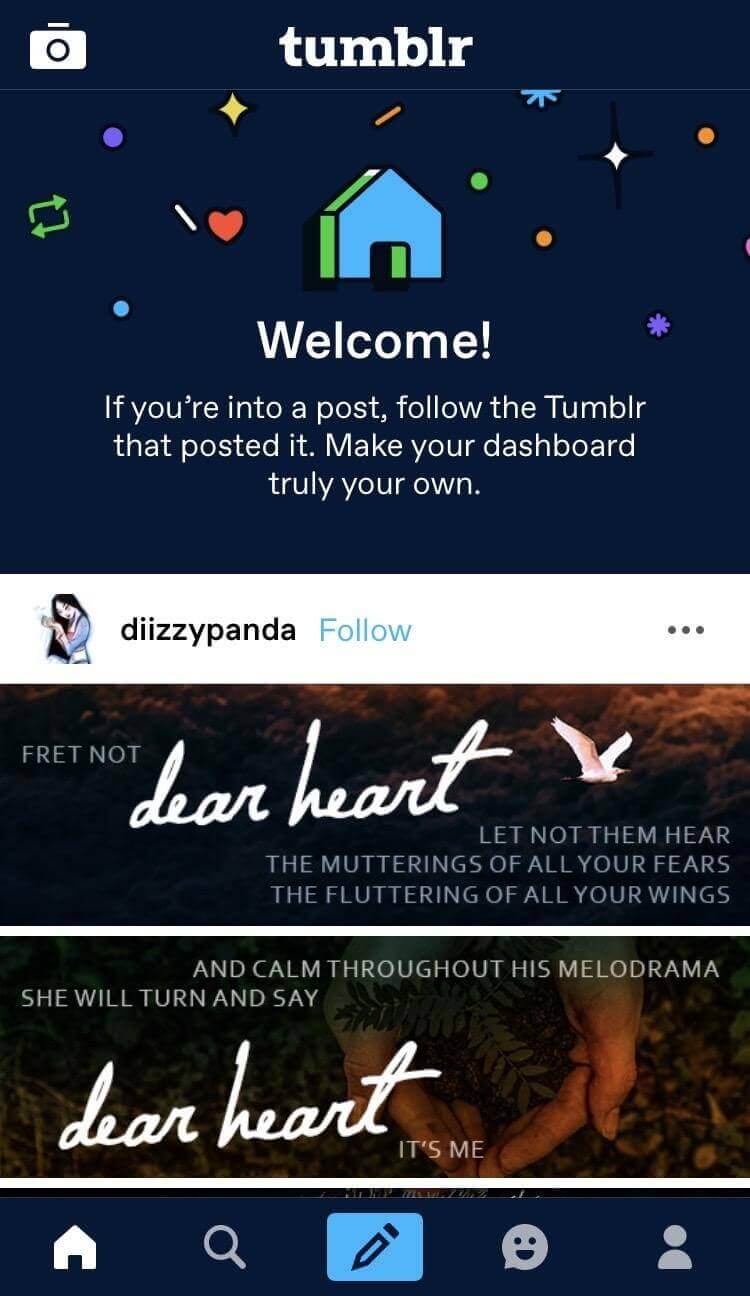 tumblr
Welcome!
If you're into a post, follow the Tumblr
that posted it. Make your dashboard
truly your own.
diizzypanda Follow
FRET NOT dear heart
LET NOT THEM HEAR
THE MUTTERINGS OF ALL YOUR FEARS
THE FLUTTERING OF ALL YOUR WINGS
AND CALM THROUGHOUT HIS MELODRAMA
SHE WILL TURN AND SAY
dear heart
IT'S ME